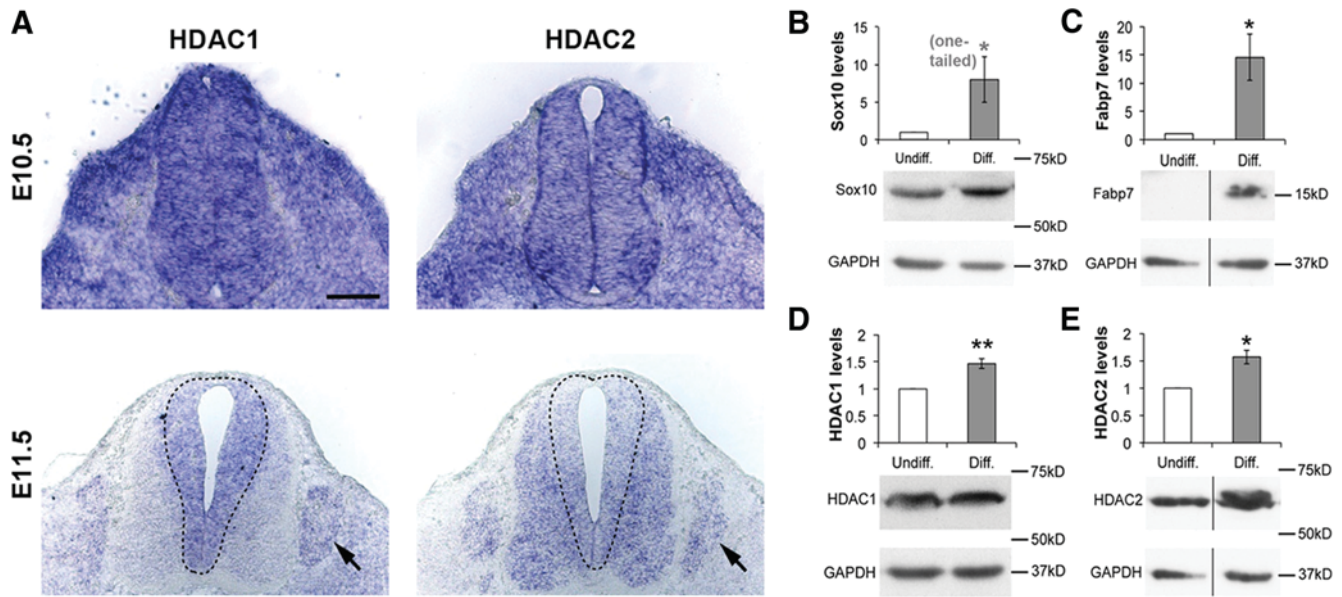 A
HDAC1
HDAC2
E10.5
E11.5
B
Sox10 levels
15
10
5
0
(one-
tailed)
*
Undiff.
Diff.
75kD
Sox10
50kD
GAPDH
37kD
C
Fabp7 levels
20
15
10
5
0
*
Undiff.
Diff.
Fabp7
15kD
GAPDH
37kD
D
HDAC1 levels
2
1.5
1
0.5
0
**
Undiff.
Diff.
75kD
HDAC1
50kD
GAPDH
37kD
E
HDAC2 levels
2
1.5
1
0.5
0
*
Undiff.
Diff.
75kD
HDAC2
50kD
GAPDH
37kD